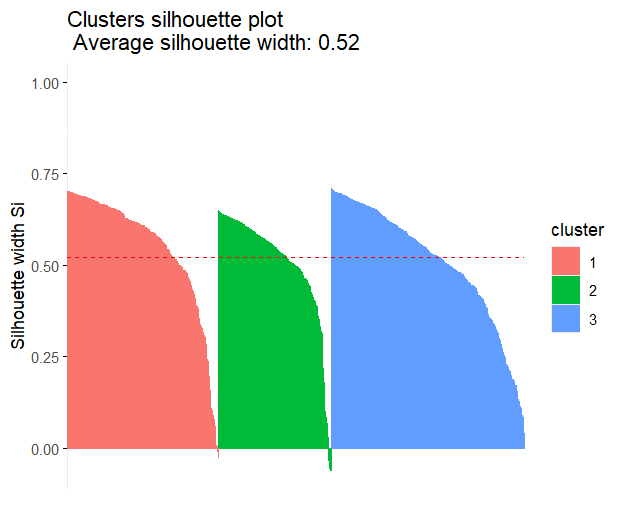 Clusters silhouette plot
Average silhouette width: 0.52
1.00
0.75
0.50
0.25
0.00
Silhouette width Si
cluster
1
2
3